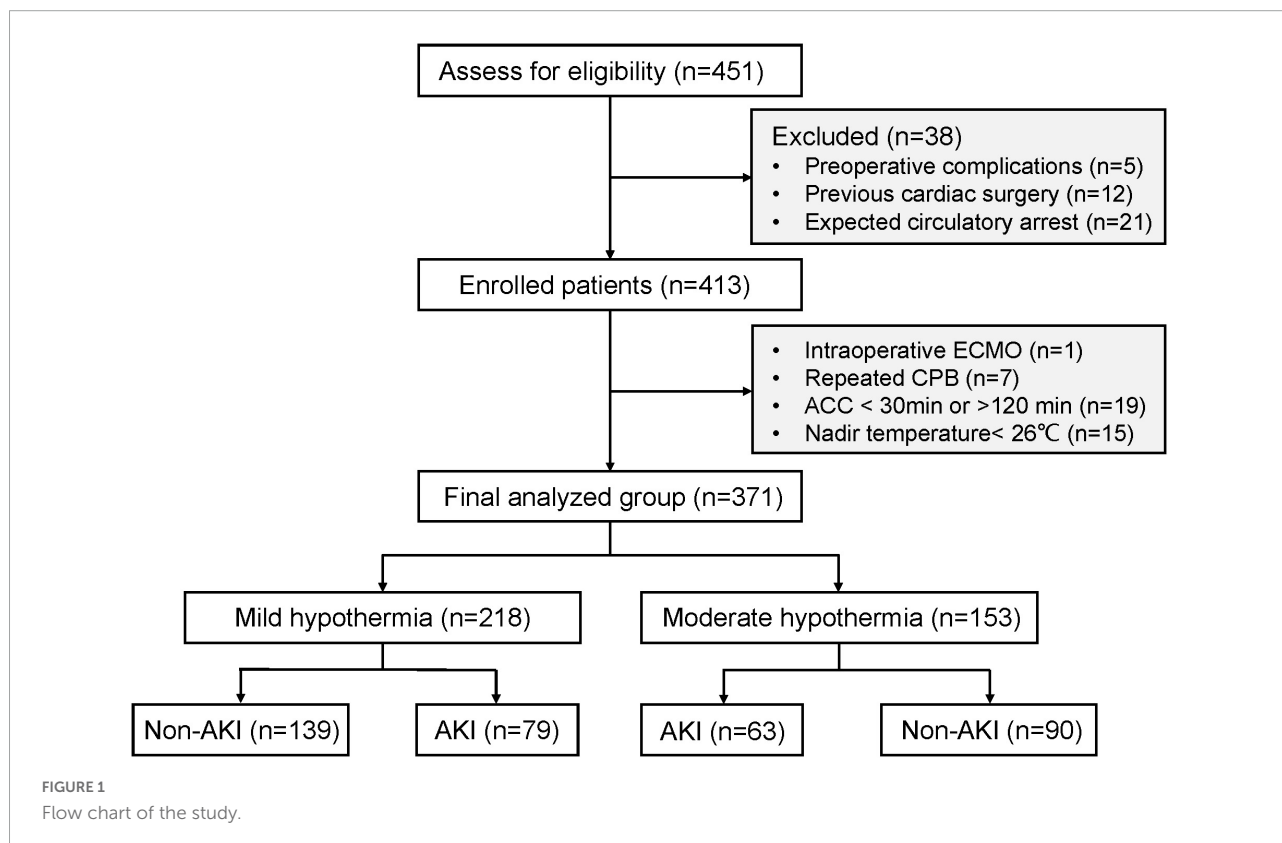 Assess for eligibility (n=451)
Excluded (n=38)
• Preoperative complications (n=5)
• Previous cardiac surgery (n=12)
• Expected circulatory arrest (n=21)
Enrolled patients (n=413)
• Intraoperative ECMO (n=1)
• Repeated CPB (n=7)
• ACC < 30min or >120 min (n=19)
• Nadir temperature< 26℃ (n=15)
Final analyzed group (n=371)
Mild hypothermia (n=218)
Moderate hypothermia (n=153)
Non-AKI (n=139)
AKI (n=79)
AKI (n=63)
Non-AKI (n=90)
FIGURE 1
Flow chart of the study.